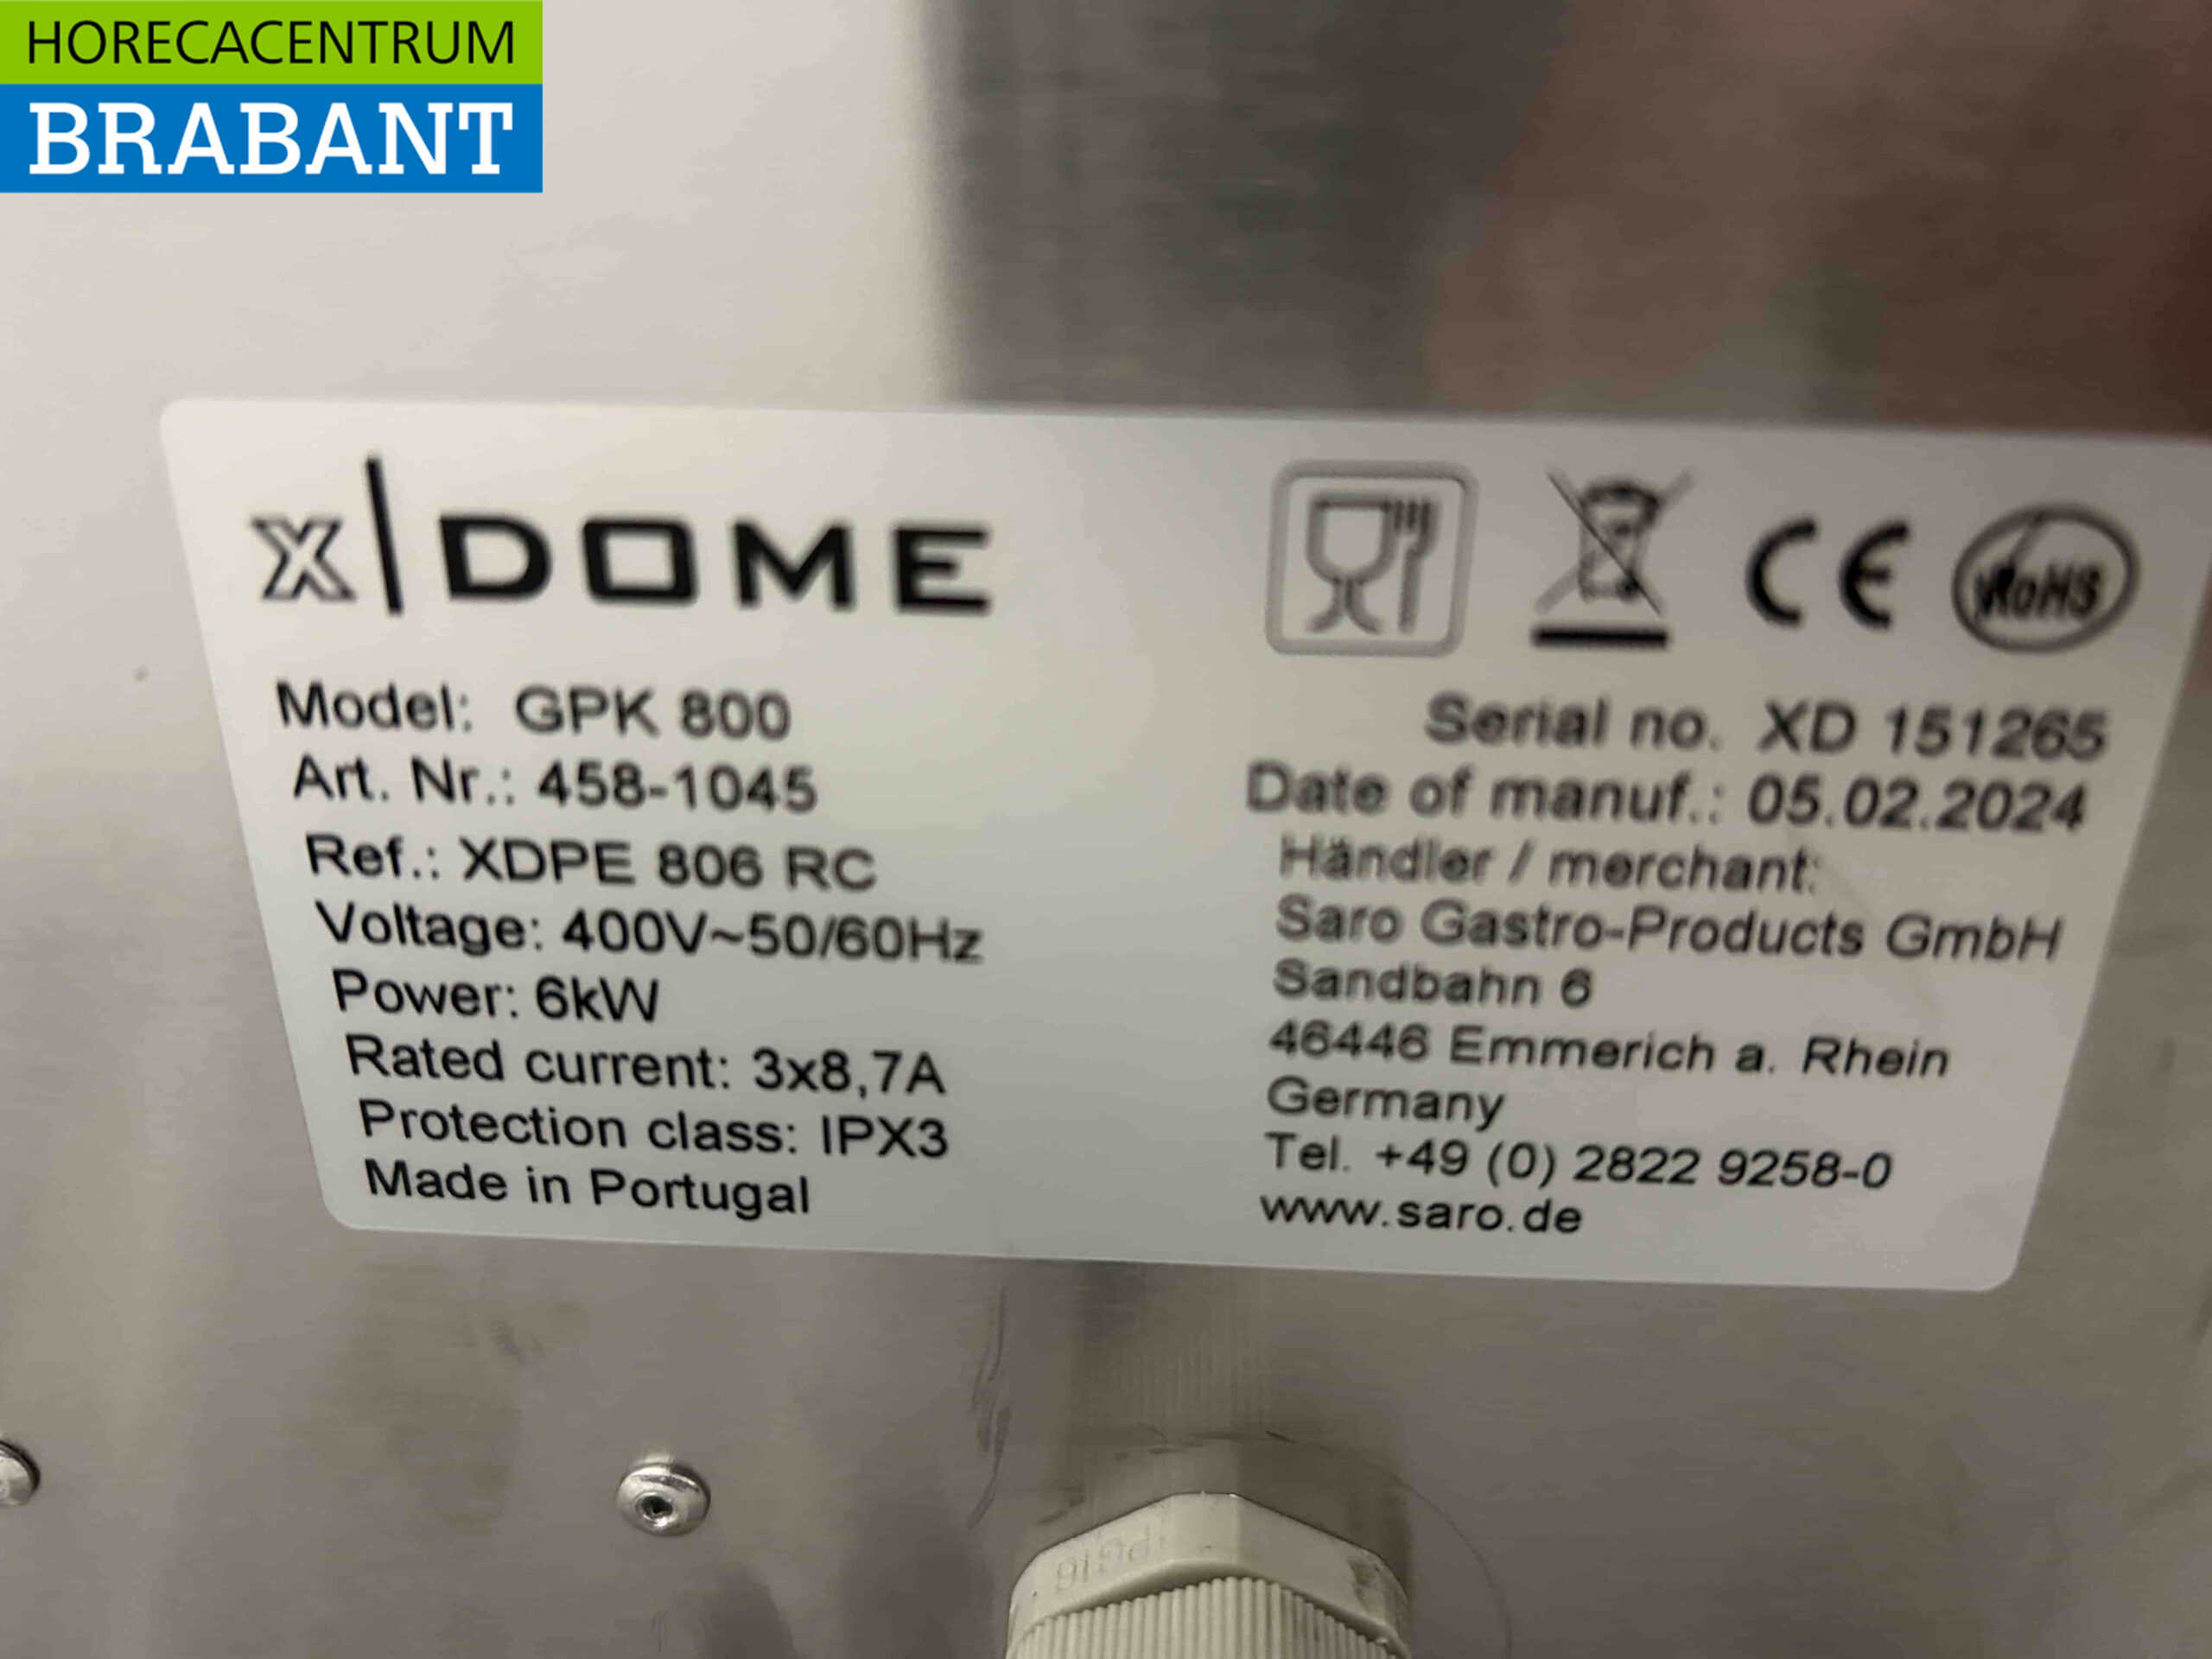 HORECACENTRUM
BRABANT
x|DOME
RoHS
Model: GPK 800
Art. Nr.: 458-1045
Ref.: XDPE 806 RC
Voltage: 400V~50/60Hz
Power: 6kW
Rated current: 3x8,7A
Protection class: IPX3
Made in Portugal
Serial no. XD 151265
Date of manuf.: 05.02.2024
Händler / merchant:
Saro Gastro-Products GmbH
Sandbahn 6
46446 Emmerich a. Rhein
Germany
Tel. +49 (0) 2822 9258-0
www.saro.de
PG16